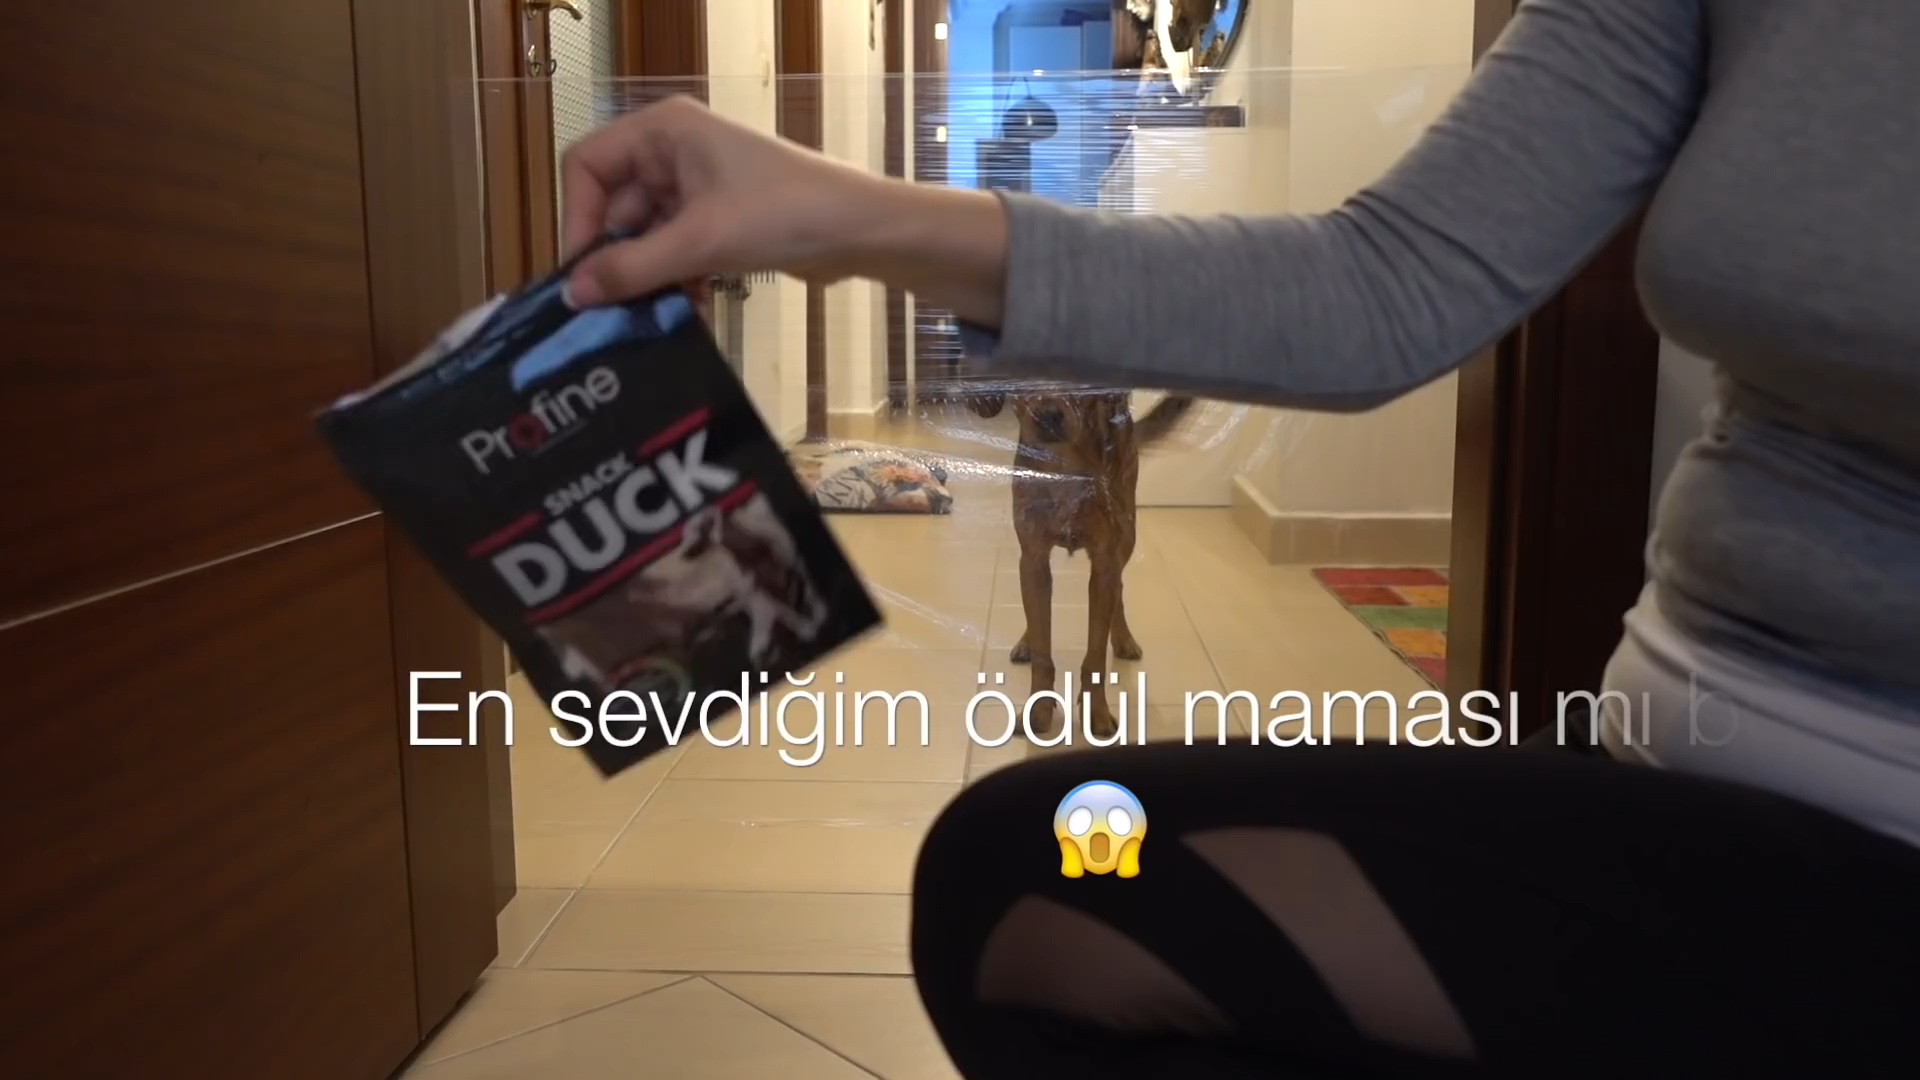 Profine
SNACK
DUCK
En sevdiğim ödül maması mı b
😱